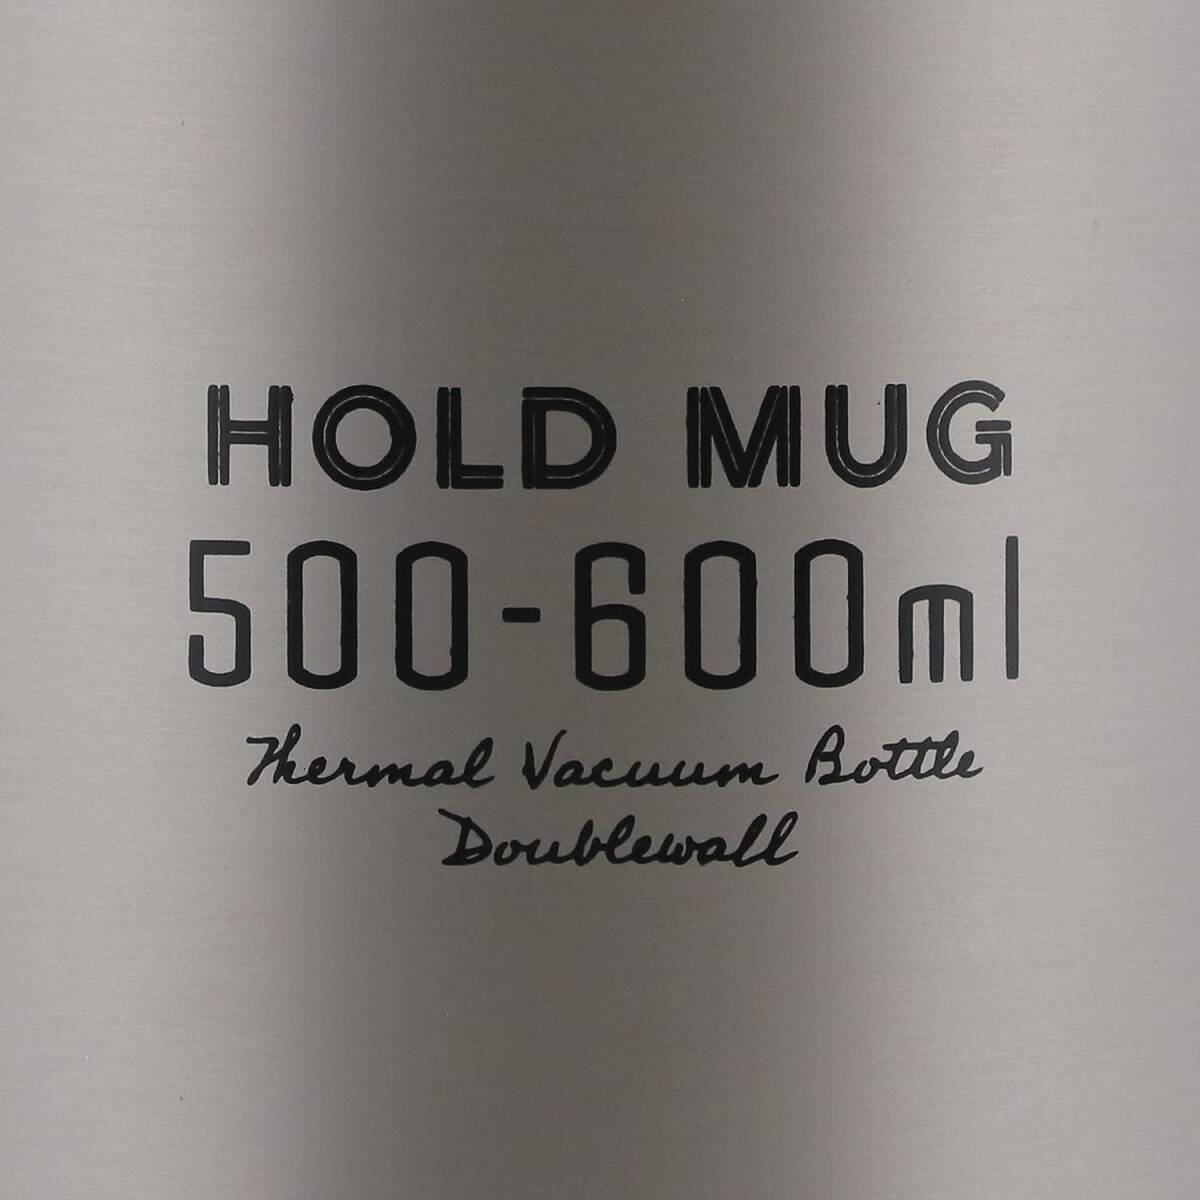 HOLD MUG
500-600ml
Thermal Vacuum Bottle
Doublewall